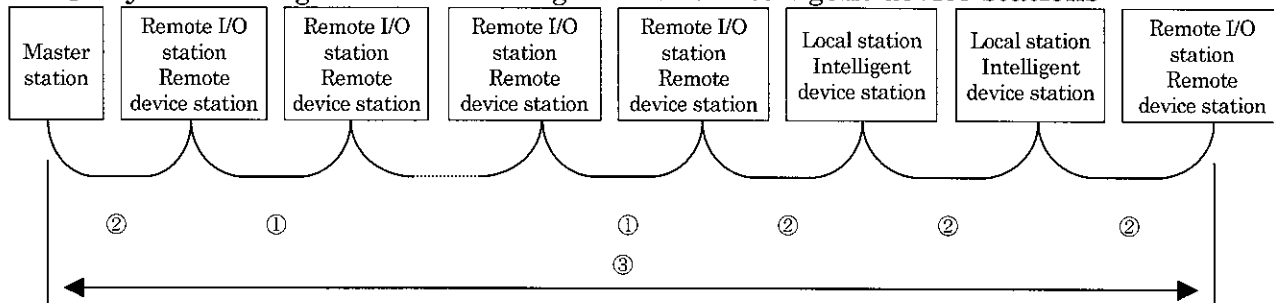 Master
station
Remote I/O
station
Remote
device station
Remote I/O
station
Remote
device station
Remote I/O
station
Remote
device station
Remote I/O
station
Remote
device station
Local station
Intelligent
device station
Local station
Intelligent
device station
Remote I/O
station
Remote
device station
② ① ① ② ② ②
③